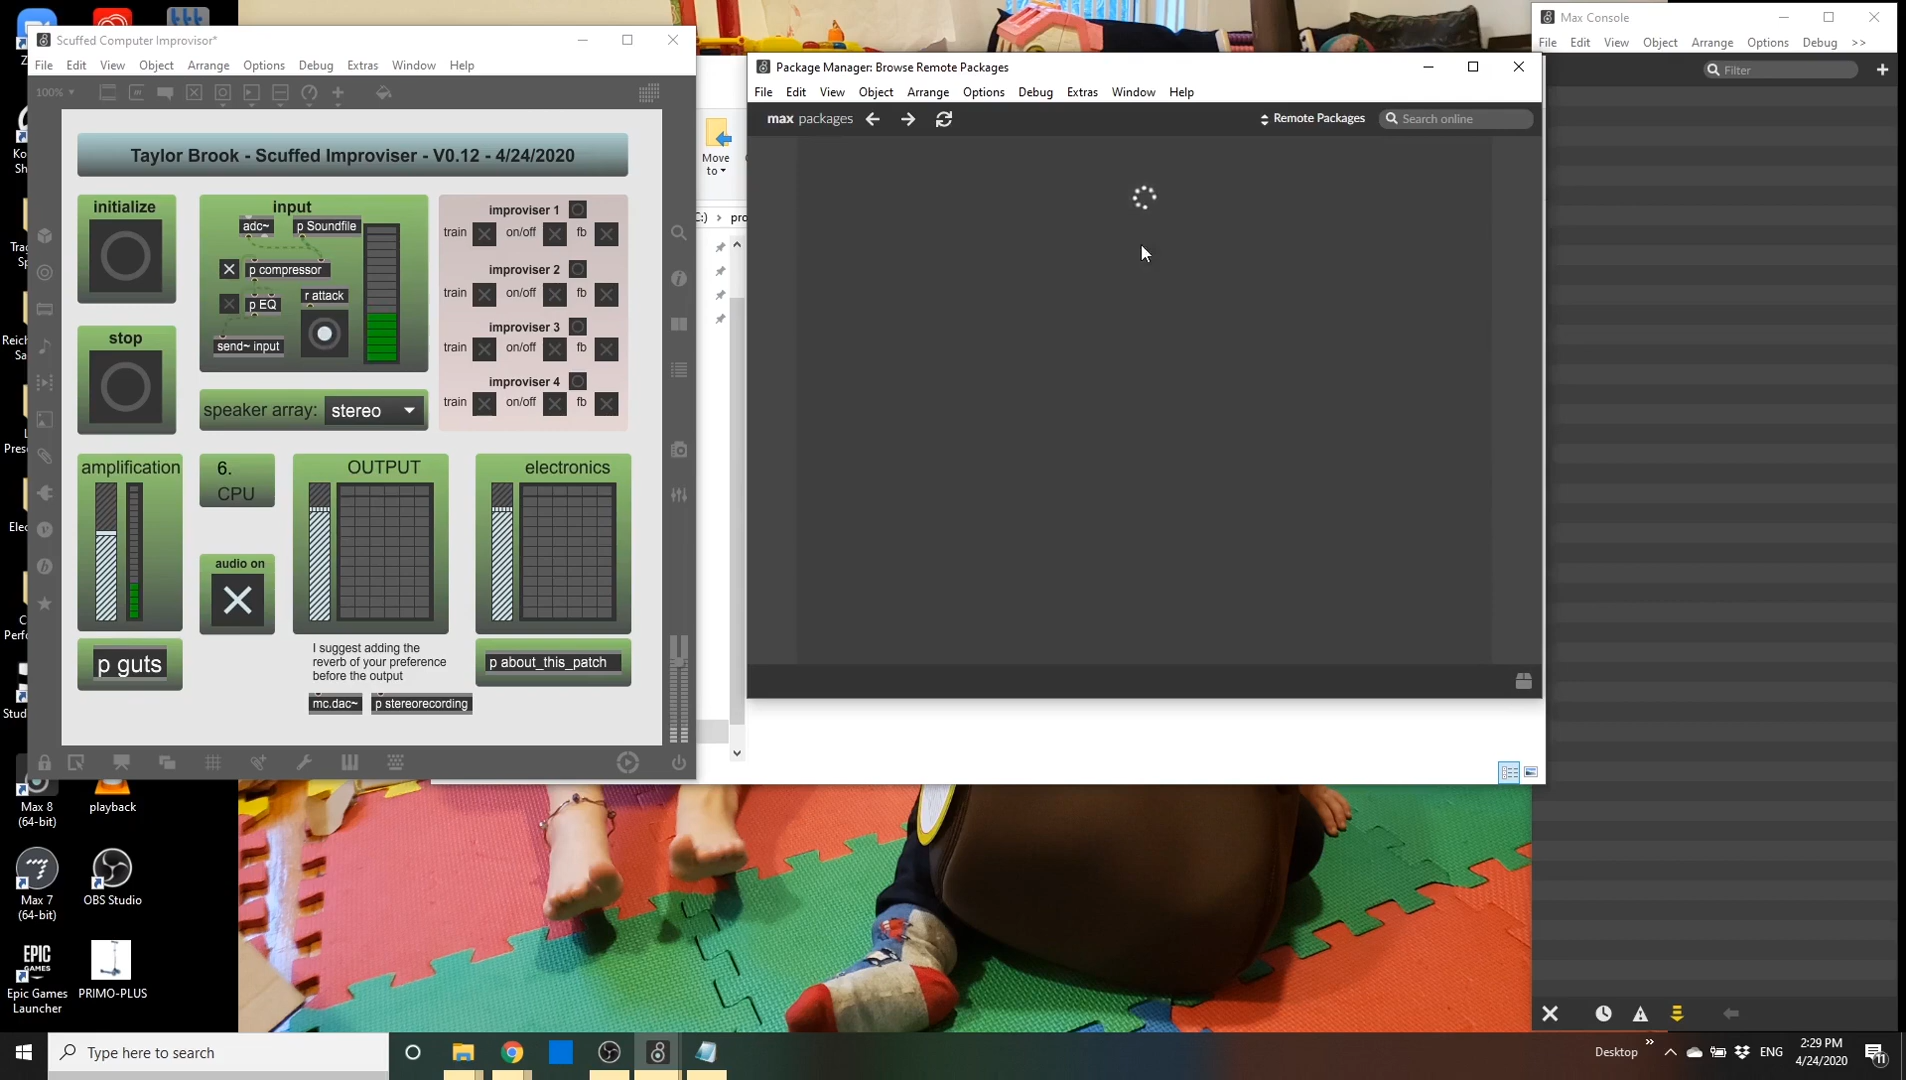 Scuffed Computer Improvisor*
File Edit View Object Arrange Options Debug Extras Window Help
100%
Taylor Brook - Scuffed Improviser - V0.12 - 4/24/2020
initialize
stop
input
adc~ p Soundfile
p compressor
p EQ
r attack
send~ input
improviser 1
train on/off fb
improviser 2
train on/off fb
improviser 3
train on/off fb
improviser 4
train on/off fb
speaker array: stereo
amplification
6.
CPU
OUTPUT
electronics
audio on
p guts
I suggest adding the
reverb of your preference
before the output
p about_this_patch
mc.dac~ p stereorecording
Move
to
C:) › pro
Package Manager: Browse Remote Packages
File Edit View Object Arrange Options Debug Extras Window Help
max packages
Remote Packages
Search online
Max Console
File Edit View Object Arrange Options Debug >>
Filter
Max 8
(64-bit)
playback
Max 7
(64-bit)
OBS Studio
EPIC
GAMES
Epic Games
Launcher
PRIMO-PLUS
Type here to search
Desktop
ENG
2:29 PM
4/24/2020
11